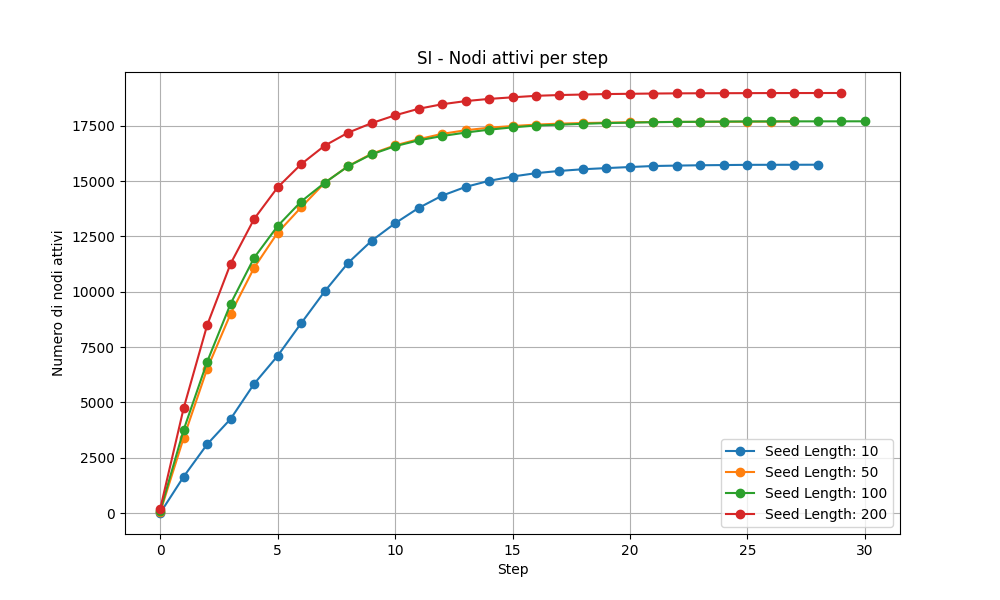 SI - Nodi attivi per step
Numero di nodi attivi
17500
15000
12500
10000
7500
5000
2500
0
0 5 10 15 20 25 30
Step
Seed Length: 10
Seed Length: 50
Seed Length: 100
Seed Length: 200